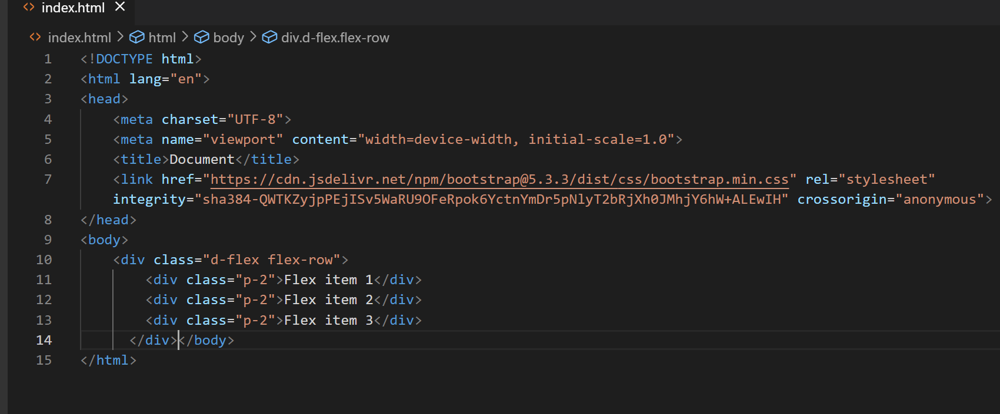 index.html
index.html > html > body > div.d-flex.flex-row
1 <!DOCTYPE html>
2 <html lang="en">
3 <head>
4 <meta charset="UTF-8">
5 <meta name="viewport" content="width=device-width, initial-scale=1.0">
6 <title>Document</title>
7 <link href="https://cdn.jsdelivr.net/npm/bootstrap@5.3.3/dist/css/bootstrap.min.css" rel="stylesheet"
integrity="sha384-QWTKZyjpPEjISv5WaRU9OFeRpok6YctnYmDr5pNlyT2bRjXh0JMhjY6hW+ALEwIH" crossorigin="anonymous">
8 </head>
9 <body>
10 <div class="d-flex flex-row">
11 <div class="p-2">Flex item 1</div>
12 <div class="p-2">Flex item 2</div>
13 <div class="p-2">Flex item 3</div>
14 </div></body>
15 </html>